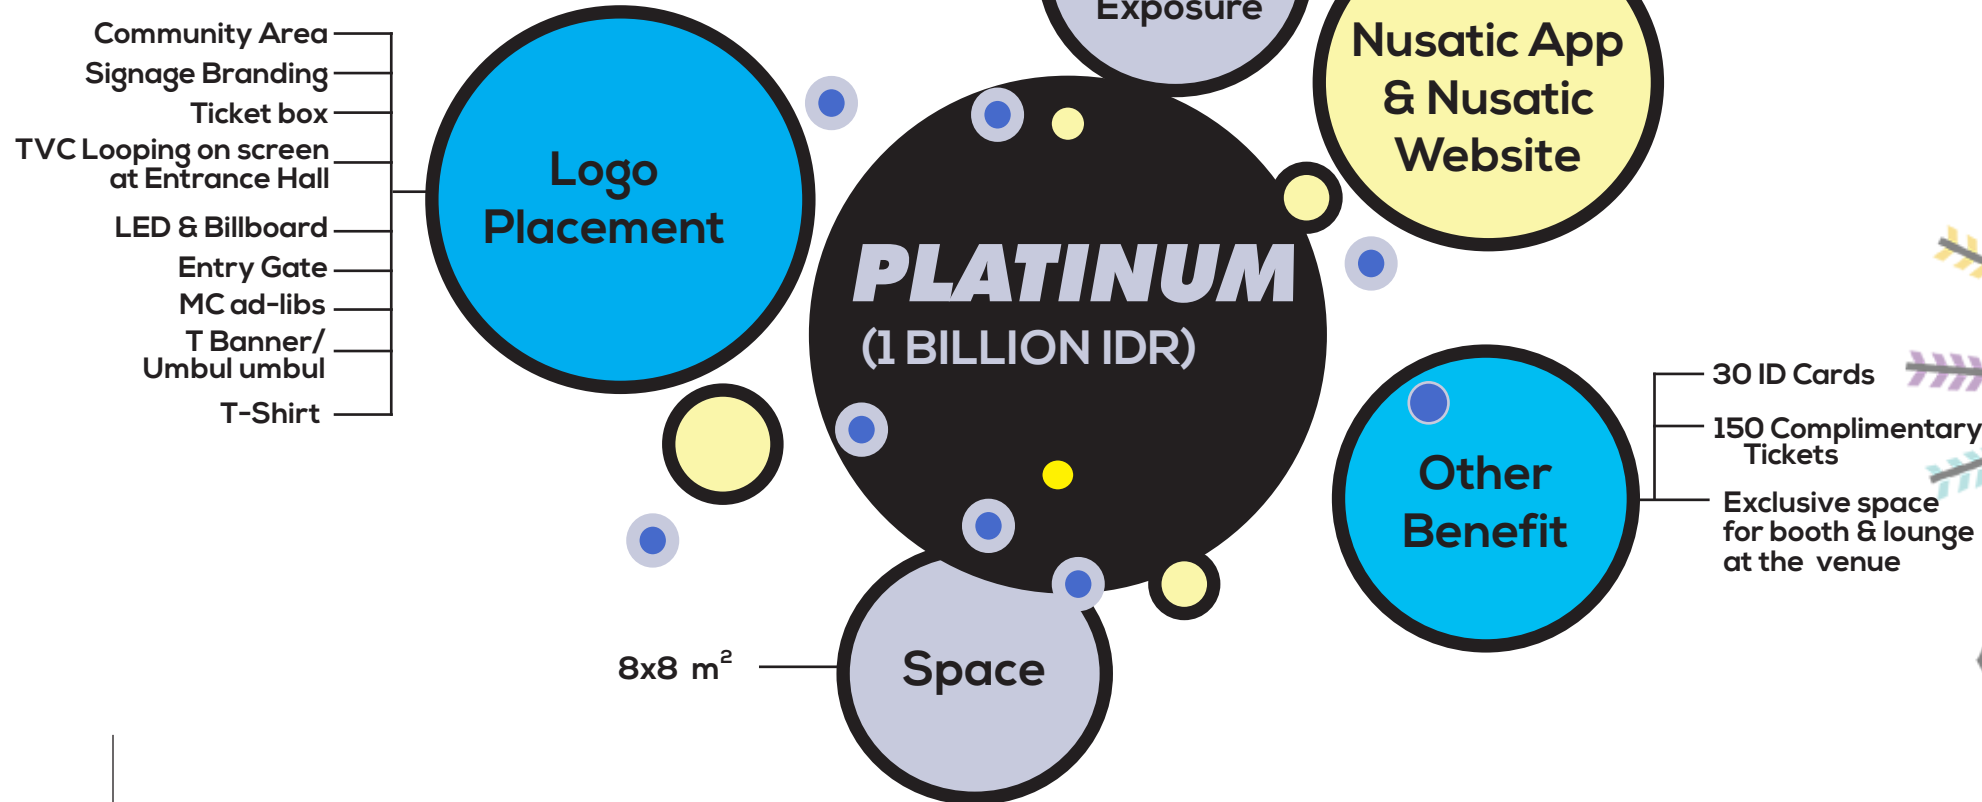 Exposure
Nusatic App
& Nusatic
Website
Community Area
Signage Branding
Ticket box
TVC Looping on screen
at Entrance Hall
LED & Billboard
Entry Gate
MC ad-libs
T Banner/
Umbul umbul
T-Shirt
Logo
Placement
PLATINUM
(1 BILLION IDR)
Other
Benefit
30 ID Cards
150 Complimentary
Tickets
Exclusive space
for booth & lounge
at the venue
8x8 m²
Space